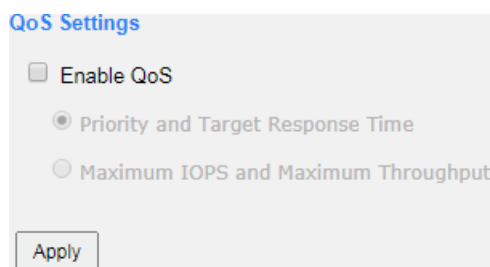 QoS Settings
Enable QoS
Priority and Target Response Time
Maximum IOPS and Maximum Throughput
Apply